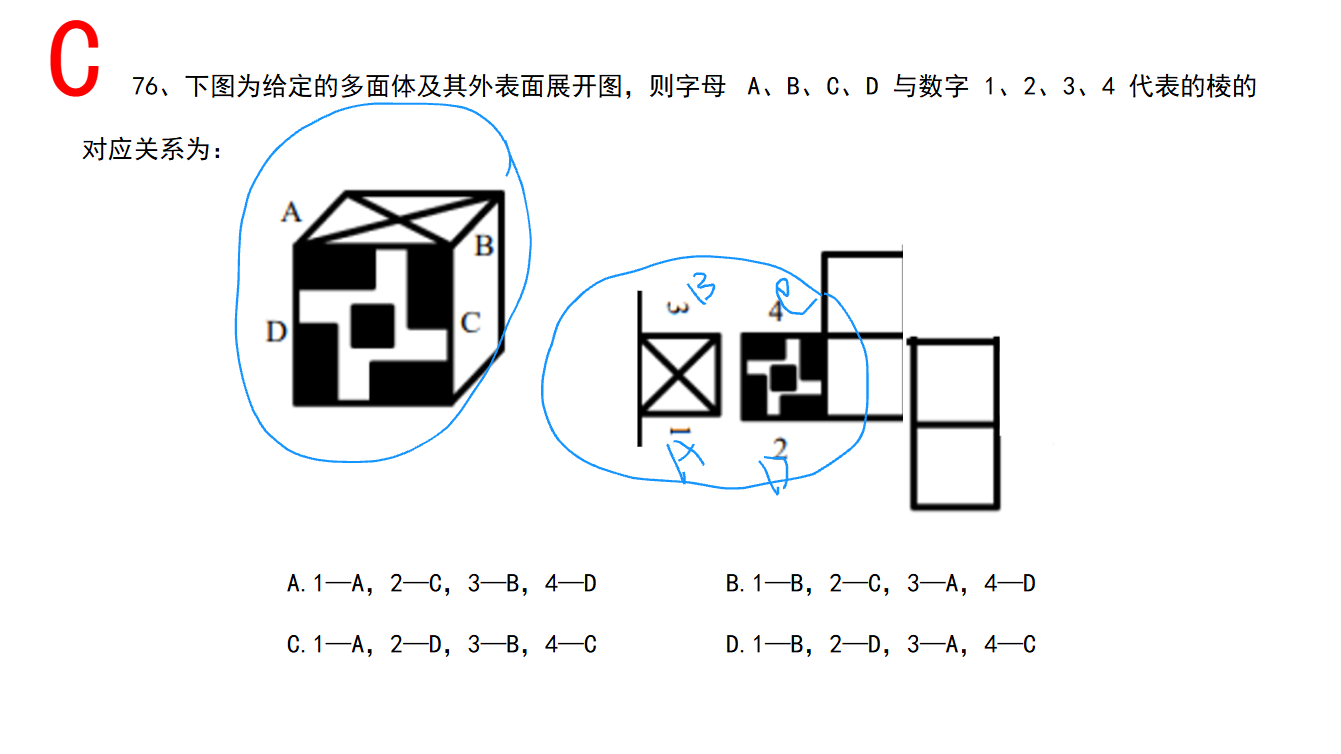 C
76、下图为给定的多面体及其外表面展开图，则字母 A、B、C、D 与数字 1、2、3、4 代表的棱的
对应关系为：
A
B
D
C
3
B
4
C
1
A
2
D
A.1—A，2—C，3—B，4—D
B.1—B，2—C，3—A，4—D
C.1—A，2—D，3—B，4—C
D.1—B，2—D，3—A，4—C